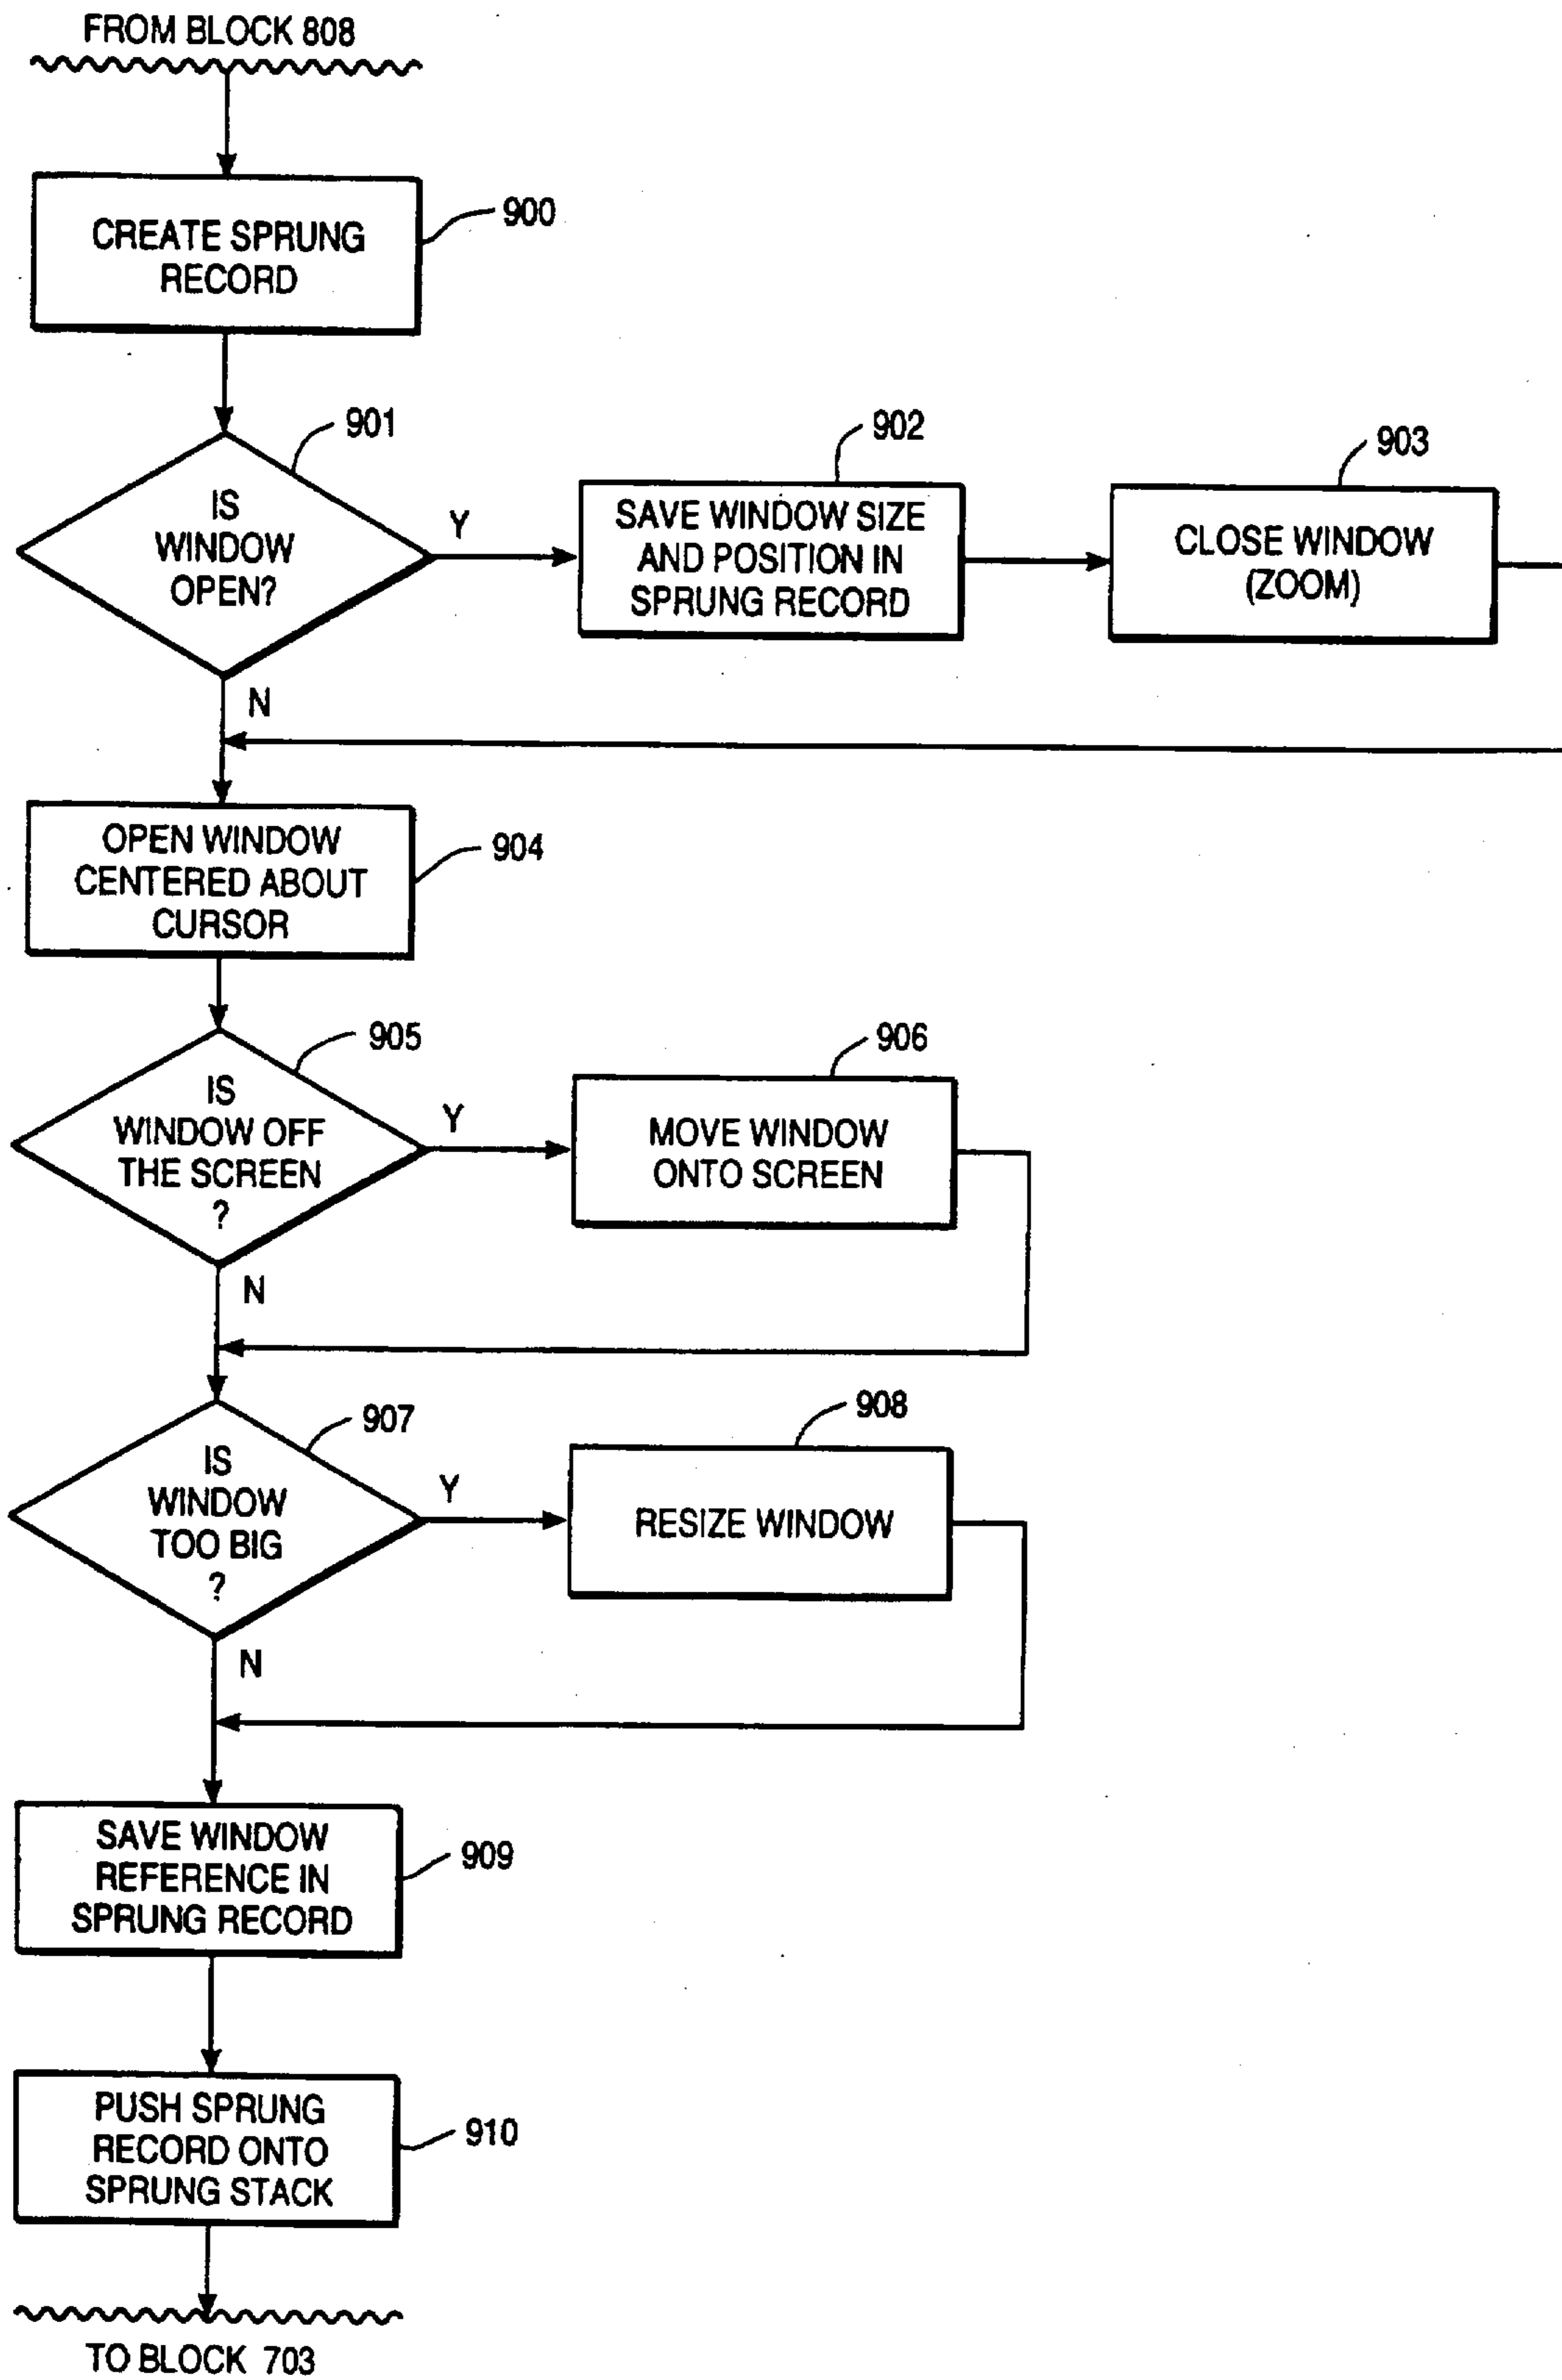 FROM BLOCK 808
CREATE SPRUNG
RECORD
900
IS
WINDOW
OPEN?
901
Y
N
SAVE WINDOW SIZE
AND POSITION IN
SPRUNG RECORD
902
CLOSE WINDOW
(ZOOM)
903
OPEN WINDOW
CENTERED ABOUT
CURSOR
904
IS
WINDOW OFF
THE SCREEN
?
905
Y
N
MOVE WINDOW
ONTO SCREEN
906
IS
WINDOW
TOO BIG
?
907
Y
N
RESIZE WINDOW
908
SAVE WINDOW
REFERENCE IN
SPRUNG RECORD
909
PUSH SPRUNG
RECORD ONTO
SPRUNG STACK
910
TO BLOCK 703